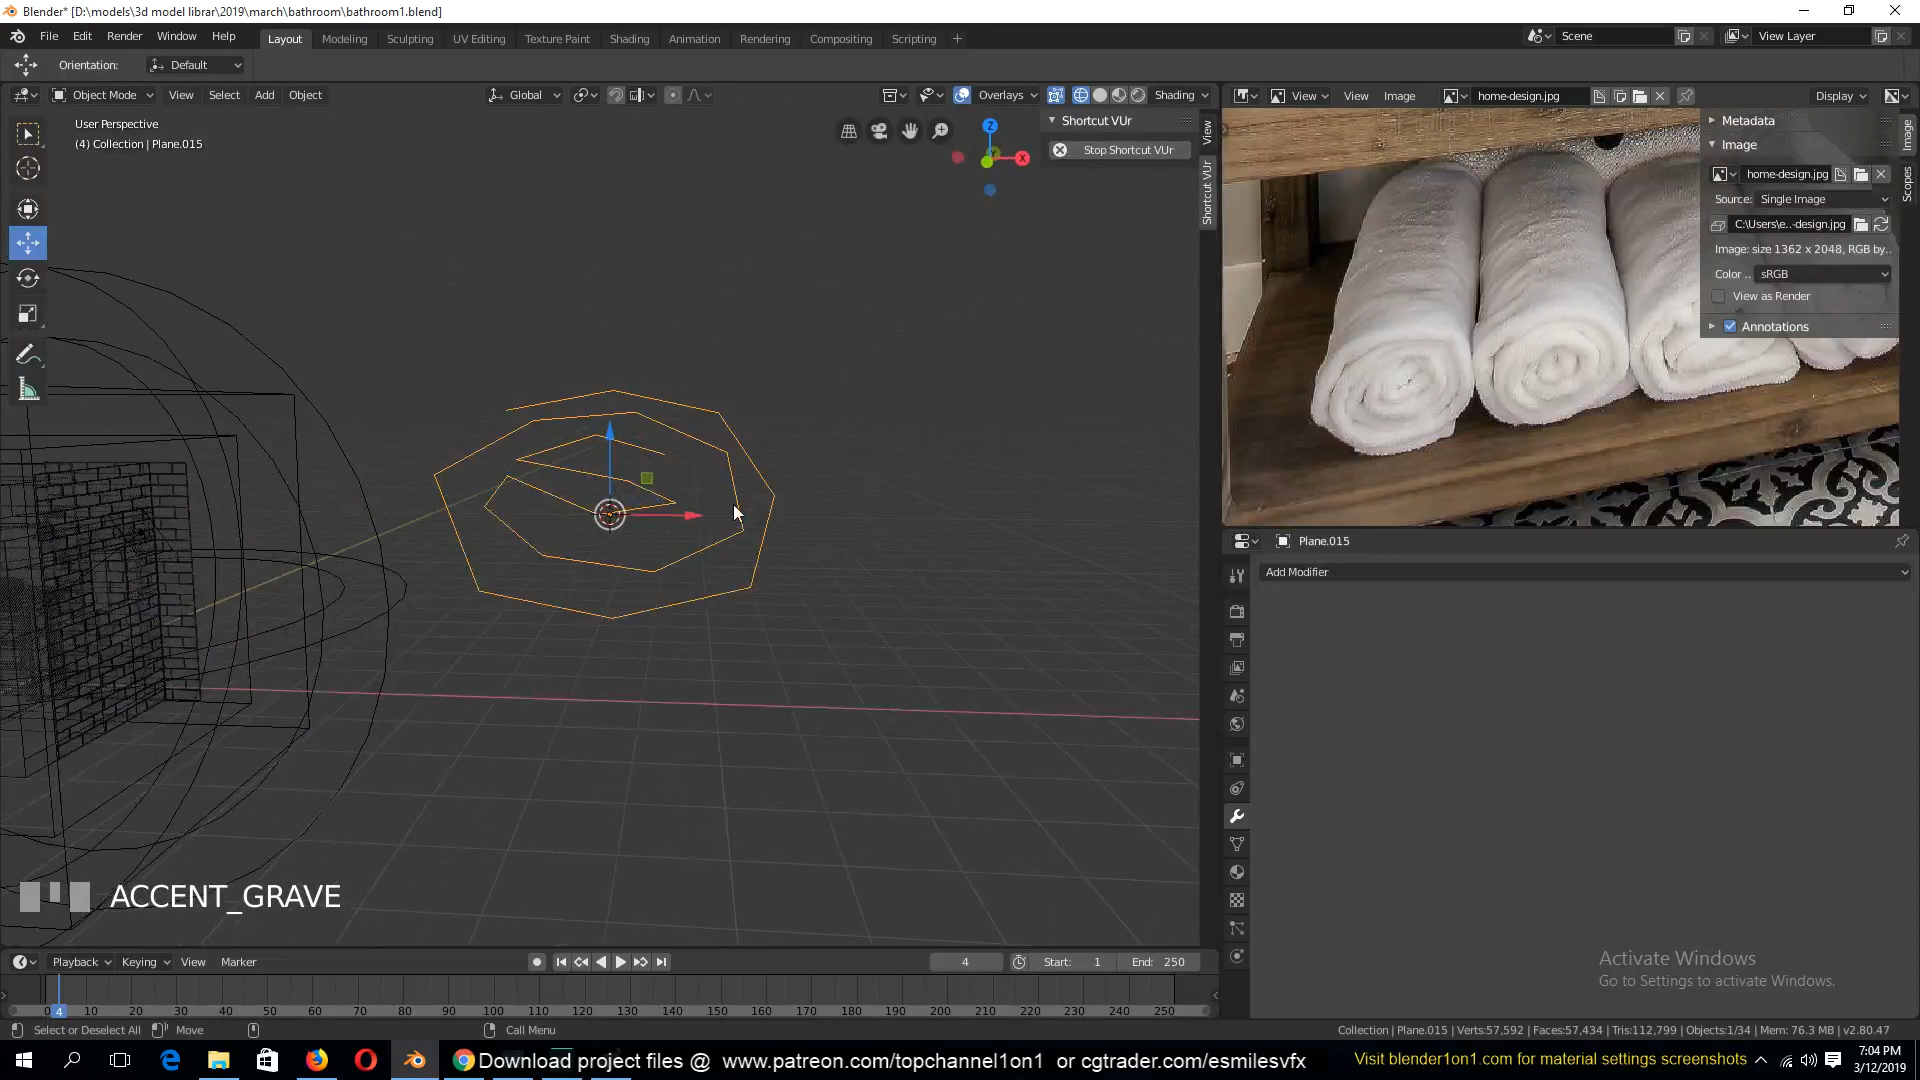 Blender* [D:\models\3d model librar\2019\march\bathroom\bathroom1.blend]
File Edit Render Window Help Layout Modeling Sculpting UV Editing Texture Paint Shading Animation Rendering Compositing Scripting + Scene View Layer
Orientation: Default
Object Mode View Select Add Object Global Overlays Shading View View Image home-design.jpg Display
User Perspective
(4) Collection | Plane.015
Shortcut VUr
Stop Shortcut VUr
View
Shortcut VUr
Z
X
Metadata
Image
home-design.jpg
Source: Single Image
C:\Users\e..-design.jpg
Image: size 1362 x 2048, RGB by..
Color .. sRGB
View as Render
Annotations
Image
Scopes
Plane.015
Add Modifier
ACCENT_GRAVE
Activate Windows
Go to Settings to activate Windows.
Playback Keying View Marker 4 Start: 1 End: 250
0 4 10 20 30 40 50 60 70 80 90 100 110 120 130 140 150 160 170 180 190 200 210 220 230 240 250
Select or Deselect All Move Call Menu Collection | Plane.015 | Verts:57,592 | Faces:57,434 | Tris:112,799 | Objects:1/34 | Mem: 76.3 MB | v2.80.47
Download project files @ www.patreon.com/topchannel1on1 or cgtrader.com/esmilesvfx
Visit blender1on1.com for material settings screenshots
7:04 PM
3/12/2019